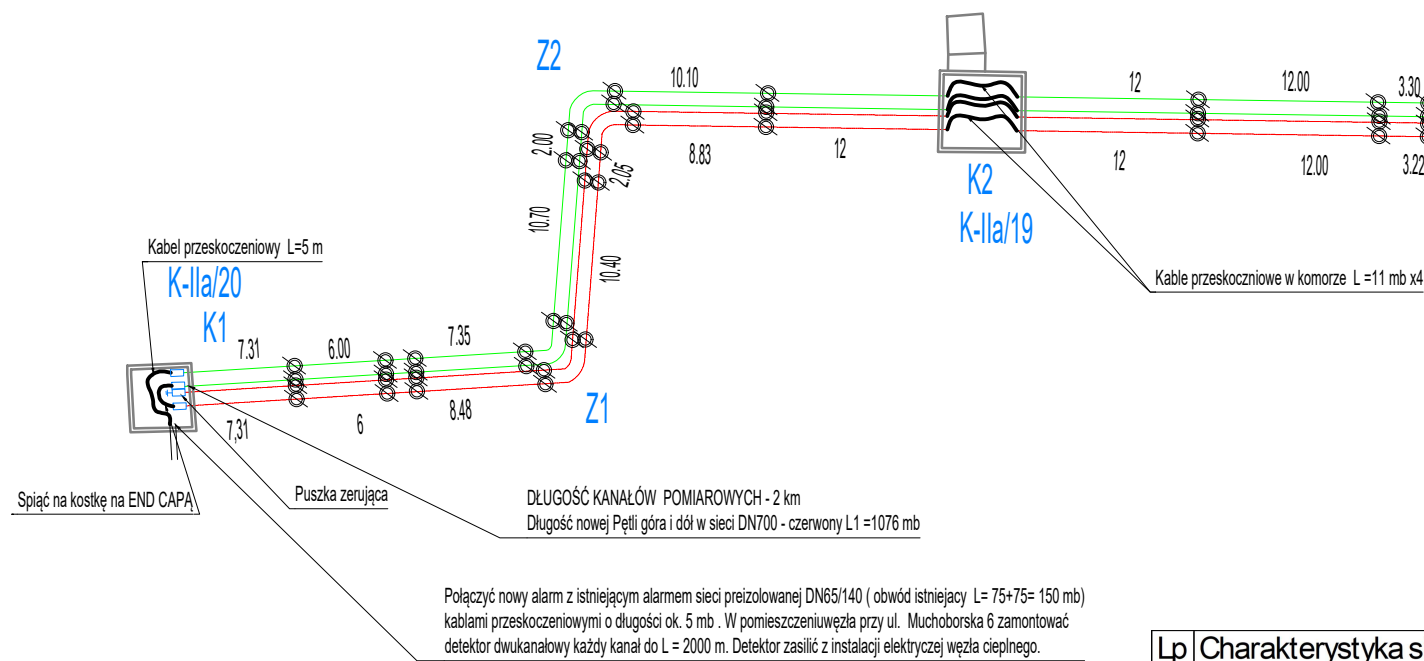 Z2
10.10
12
12.00
3.30
2.00
2.05
8.83
12
12
12.00
3.22
K2
K-IIa/19
10.70
10.40
Kabel przeskoczeniowy L=5 m
K-IIa/20
K1
Kable przeskoczniowe w komorze L =11 mb x4
7.31
6.00
7.35
7,31
6
8.48
Z1
Spiąć na kostkę na END CAPĄ
Puszka zerująca
DŁUGOŚĆ KANAŁÓW POMIAROWYCH - 2 km
Długość nowej Pętli góra i dół w sieci DN700 - czerwony L1 =1076 mb
Połączyć nowy alarm z istniejącym alarmem sieci preizolowanej DN65/140 ( obwód istniejacy L= 75+75= 150 mb)
kablami przeskoczeniowymi o długości ok. 5 mb . W pomieszczeniuwęzła przy ul. Muchoborska 6 zamontować
detektor dwukanałowy każdy kanał do L = 2000 m. Detektor zasilić z instalacji elektryczej węzła cieplnego.
Lp Charakterystyka s